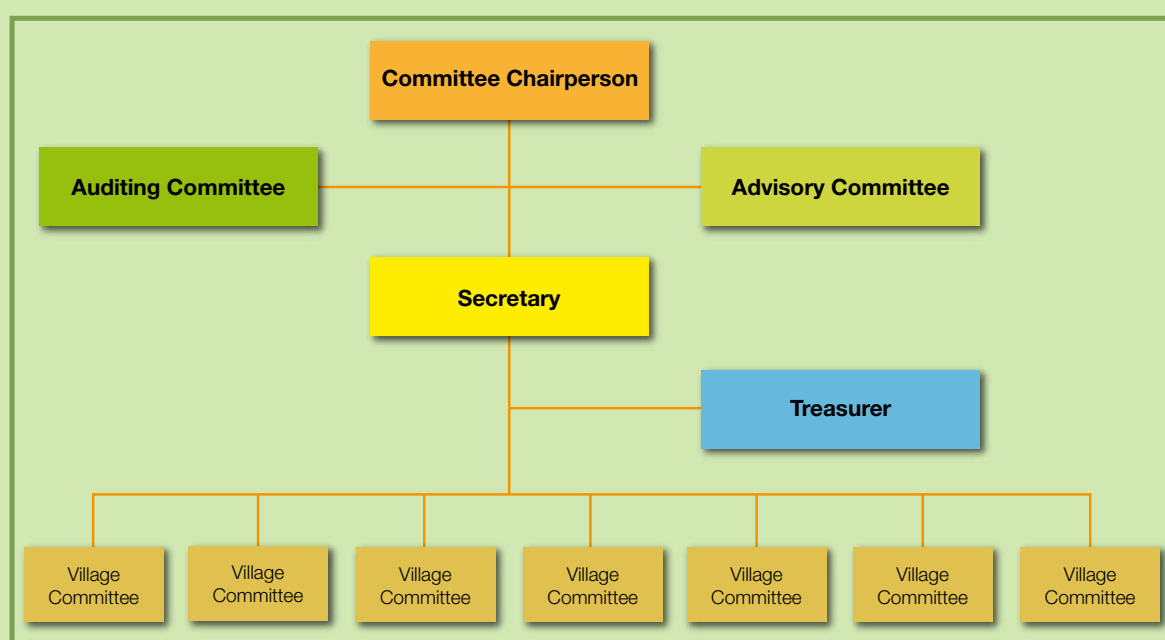 Committee Chairperson
Auditing Committee
Advisory Committee
Secretary
Treasurer
Village
Committee
Village
Committee
Village
Committee
Village
Committee
Village
Committee
Village
Committee
Village
Committee